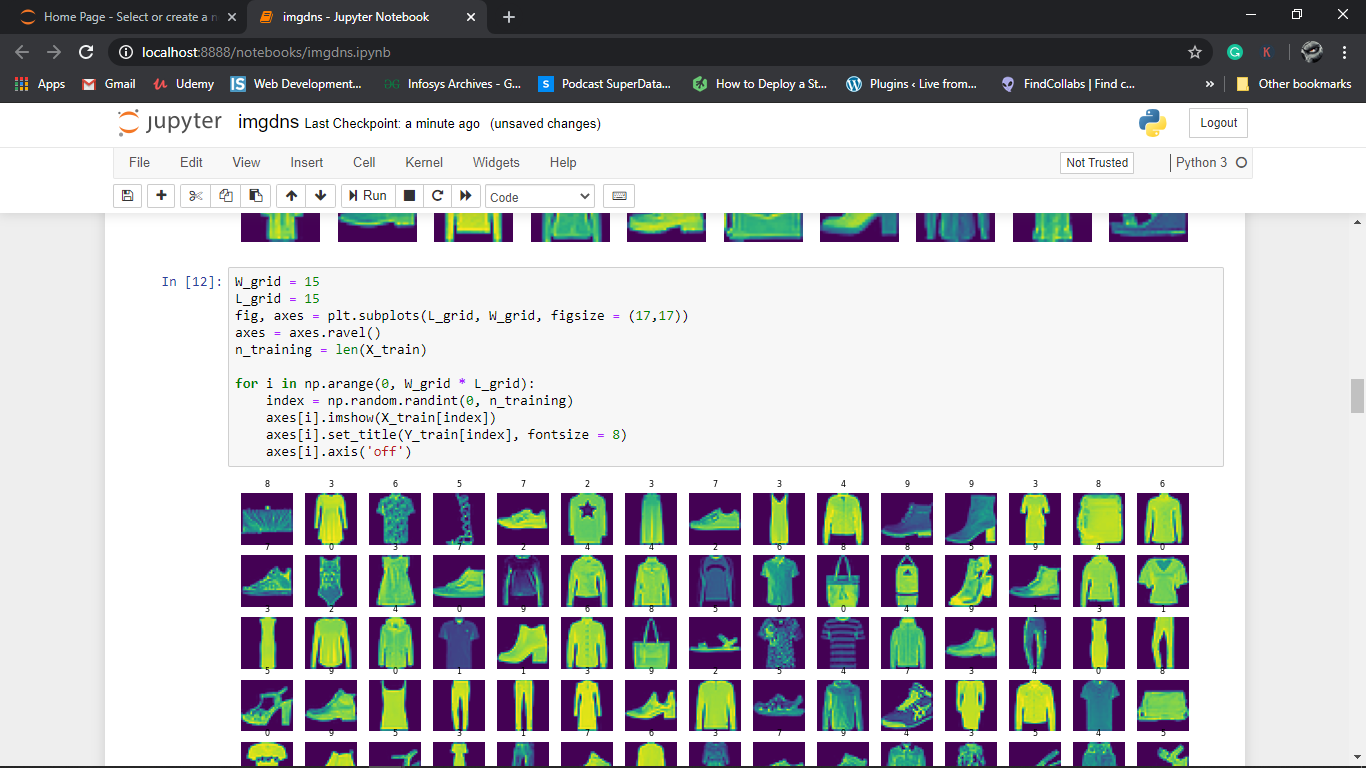 Home Page - Select or create a n
imgdns - Jupyter Notebook
localhost:8888/notebooks/imgdns.ipynb
K
Apps
Gmail
Udemy
IS Web Development...
GG Infosys Archives - G...
S Podcast SuperData...
How to Deploy a St...
Plugins ‹ Live from...
FindCollabs | Find c...
»
Other bookmarks
jupyter imgdns Last Checkpoint: a minute ago (unsaved changes)
Logout
File Edit View Insert Cell Kernel Widgets Help
Not Trusted
Python 3
Run
Code
In [12]:
W_grid = 15
L_grid = 15
fig, axes = plt.subplots(L_grid, W_grid, figsize = (17,17))
axes = axes.ravel()
n_training = len(X_train)
for i in np.arange(0, W_grid * L_grid):
index = np.random.randint(0, n_training)
axes[i].imshow(X_train[index])
axes[i].set_title(Y_train[index], fontsize = 8)
axes[i].axis('off')
8 3 6 5 7 2 3 7 3 4 9 9 3 8 6
7 0 3 7 2 4 4 2 6 8 8 5 9 4 0
3 2 4 0 9 6 8 5 0 0 4 9 1 3 1
5 9 0 1 1 3 9 2 5 4 7 3 4 0 8
0 9 5 3 1 7 6 3 7 9 4 3 5 4 5